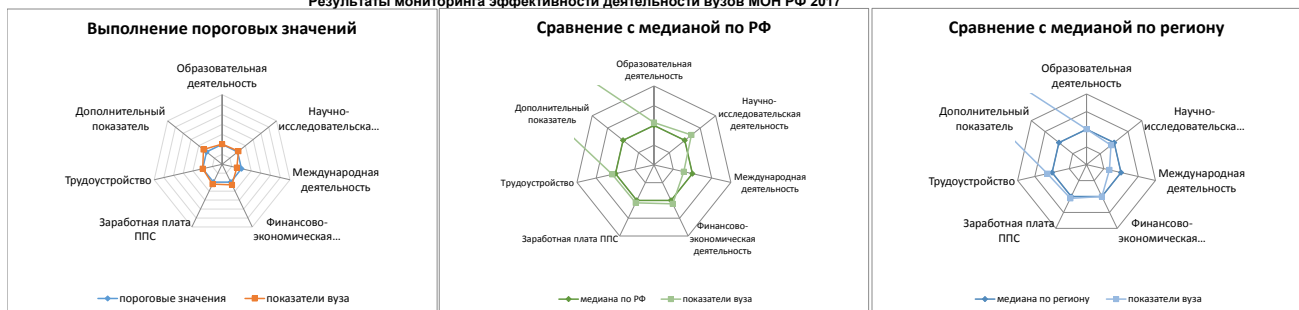 Результаты мониторинга эффективности деятельности вузов МОН РФ 2017
Выполнение пороговых значений
Образовательная
деятельность
Научно-
исследовательска...
Международная
деятельность
Финансово-
экономическая...
Заработная плата
ППС
Трудоустройство
Дополнительный
показатель
пороговые значения
показатели вуза
Сравнение с медианой по РФ
Образовательная
деятельность
Научно-
исследовательская
деятельность
Международная
деятельность
Финансово-
экономическая
деятельность
Заработная плата ППС
Трудоустройство
Дополнительный
показатель
медиана по РФ
показатели вуза
Сравнение с медианой по региону
Образовательная
деятельность
Научно-
исследовательска...
Международная
деятельность
Финансово-
экономическая...
Заработная плата
ППС
Трудоустройство
Дополнительный
показатель
медиана по региону
показатели вуза